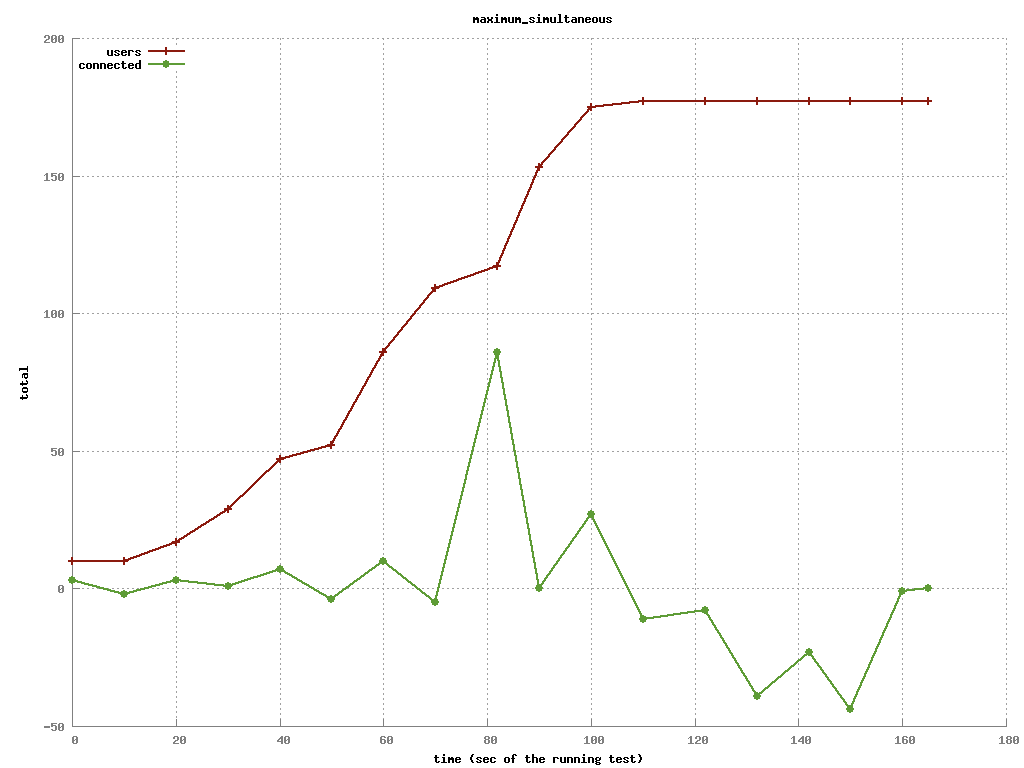 maximum_simultaneous
200
users
connected
150
100
total
50
0
-50
0 20 40 60 80 100 120 140 160 180
time (sec of the running test)